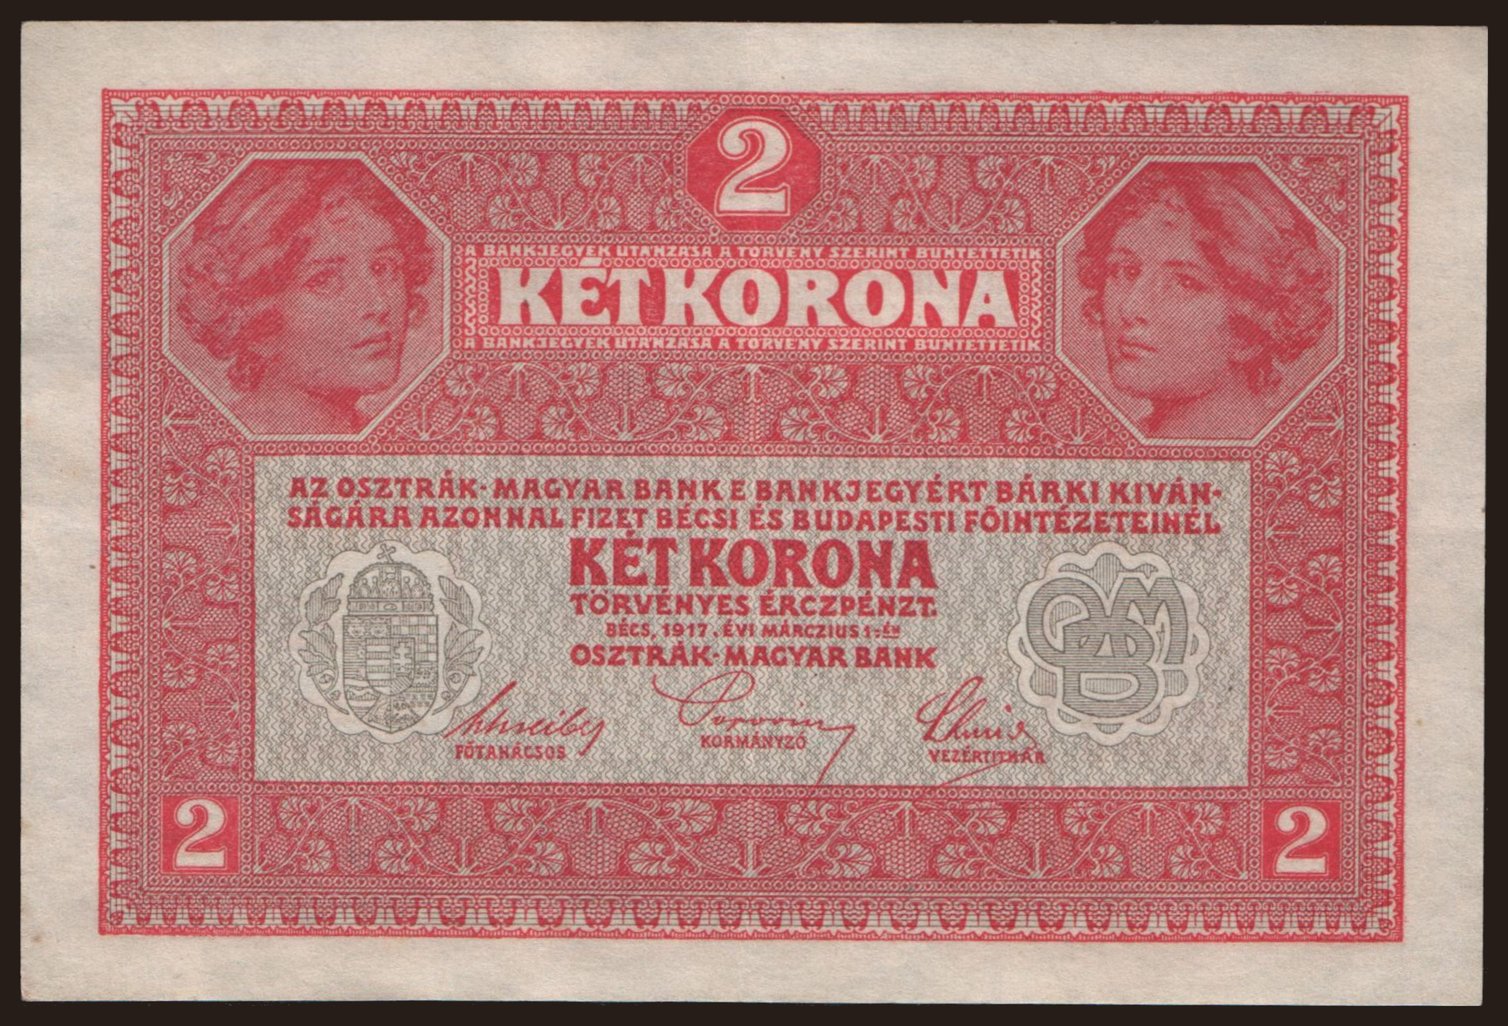 2
A BANKJEGYEK UTÁNZÁSA A TÖRVÉNY SZERINT BÜNTETTETIK
KÉT KORONA
A BANKJEGYEK UTÁNZÁSA A TÖRVÉNY SZERINT BÜNTETTETIK
AZ OSZTRÁK-MAGYAR BANK E BANKJEGYÉRT BÁRKI KIVÁN-
SÁGÁRA AZONNAL FIZET BÉCSI ÉS BUDAPESTI FŐINTÉZETEINÉL
KÉT KORONA
TÖRVÉNYES ÉRCZPÉNZT.
BÉCS, 1917. ÉVI MÁRCZIUS 1-ÉN
OSZTRÁK-MAGYAR BANK
FŐTANÁCSOS KORMÁNYZÓ VEZÉRTITKÁR
2 2